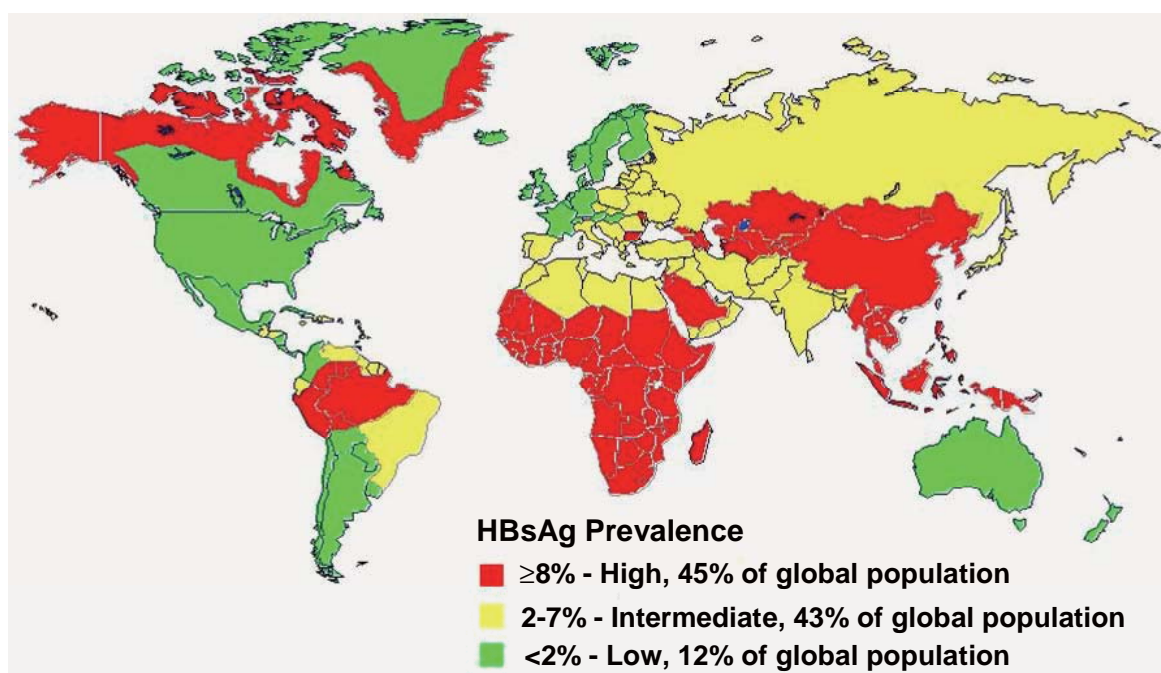 HBsAg Prevalence
≥8% - High, 45% of global population
2-7% - Intermediate, 43% of global population
<2% - Low, 12% of global population